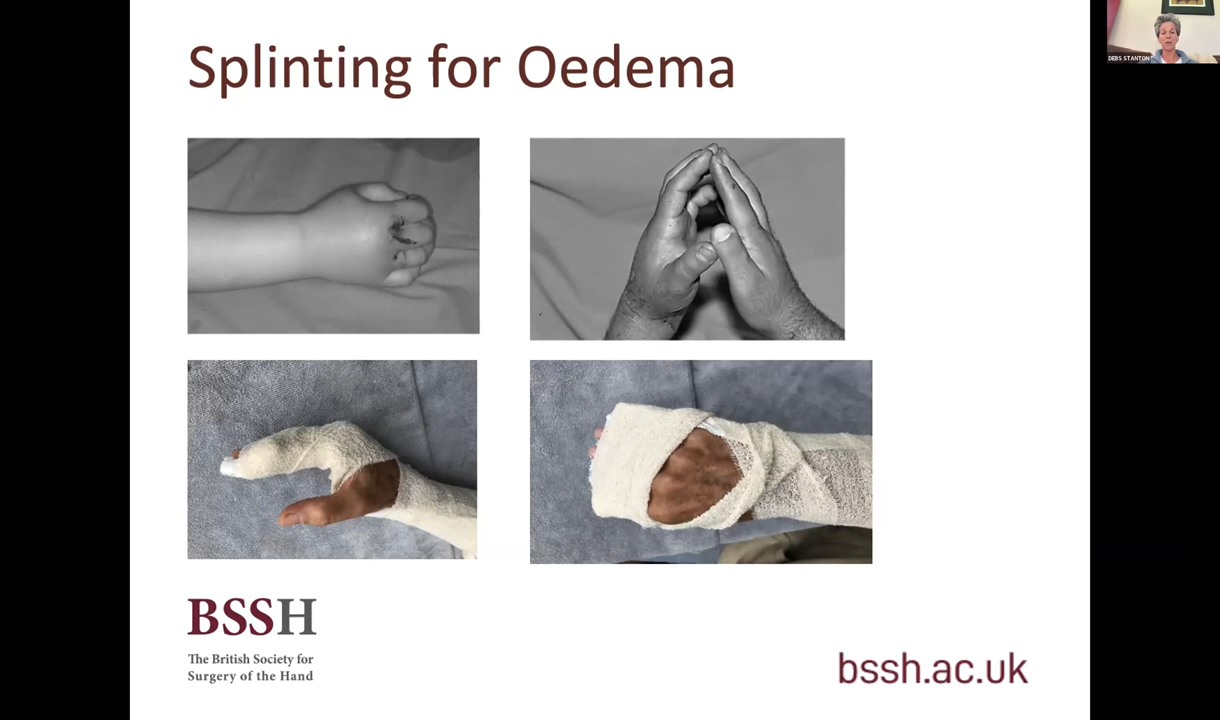 Splinting for Oedema
DEBS STANTON
BSSH
The British Society for
Surgery of the Hand
bssh.ac.uk